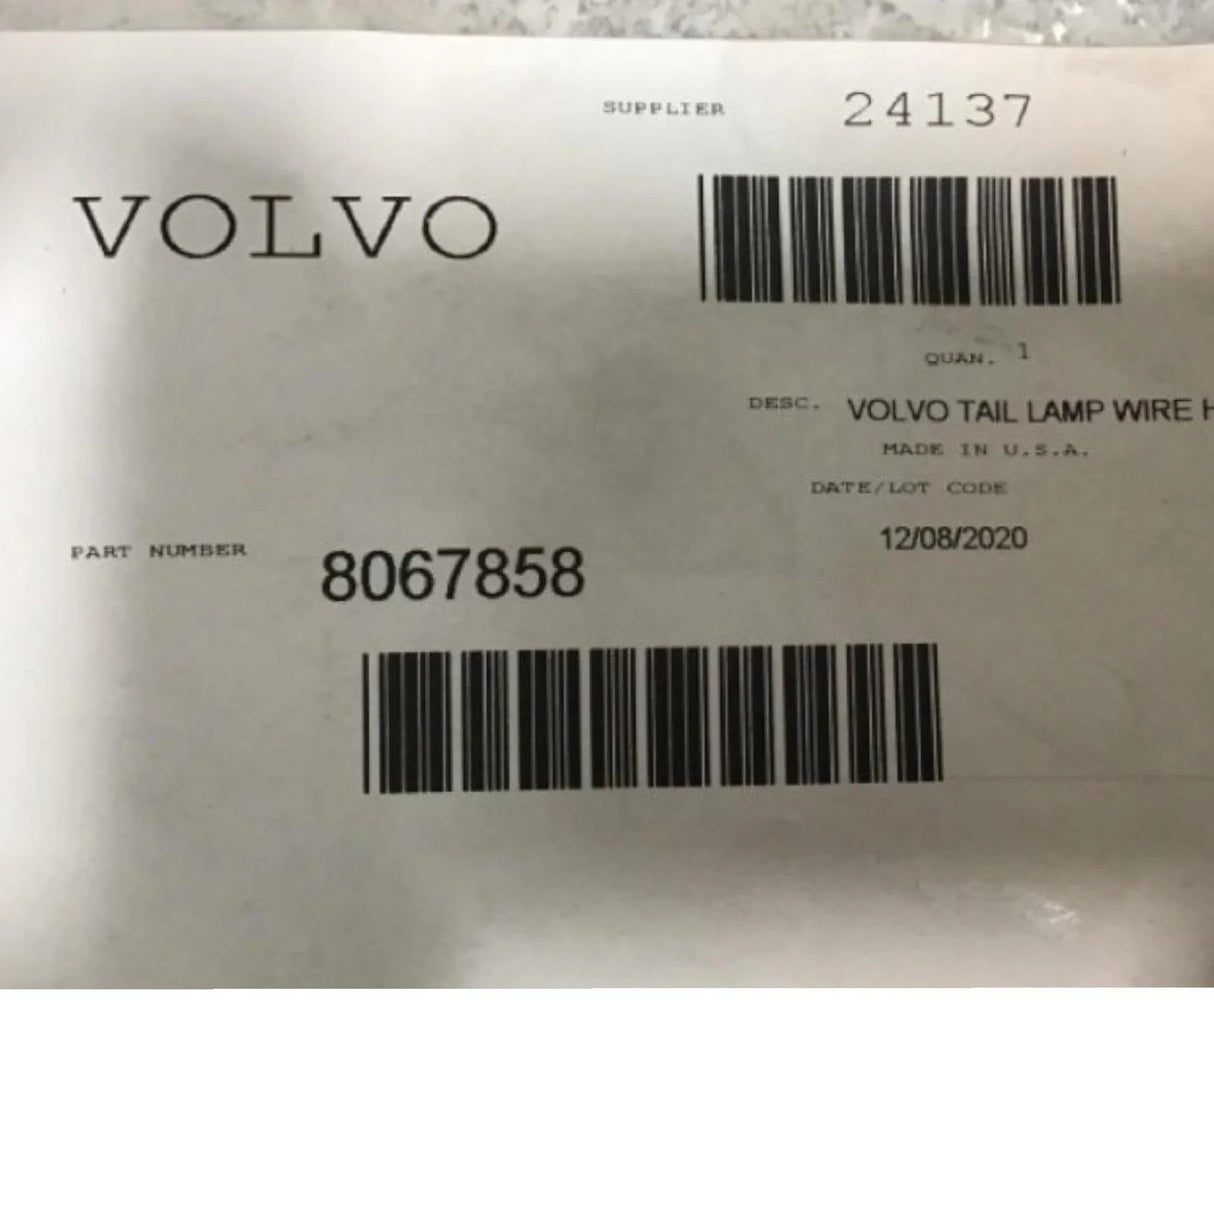 SUPPLIER 24137
VOLVO
QUAN. 1
DESC. VOLVO TAIL LAMP WIRE H
MADE IN U.S.A.
DATE/LOT CODE
12/08/2020
PART NUMBER 8067858